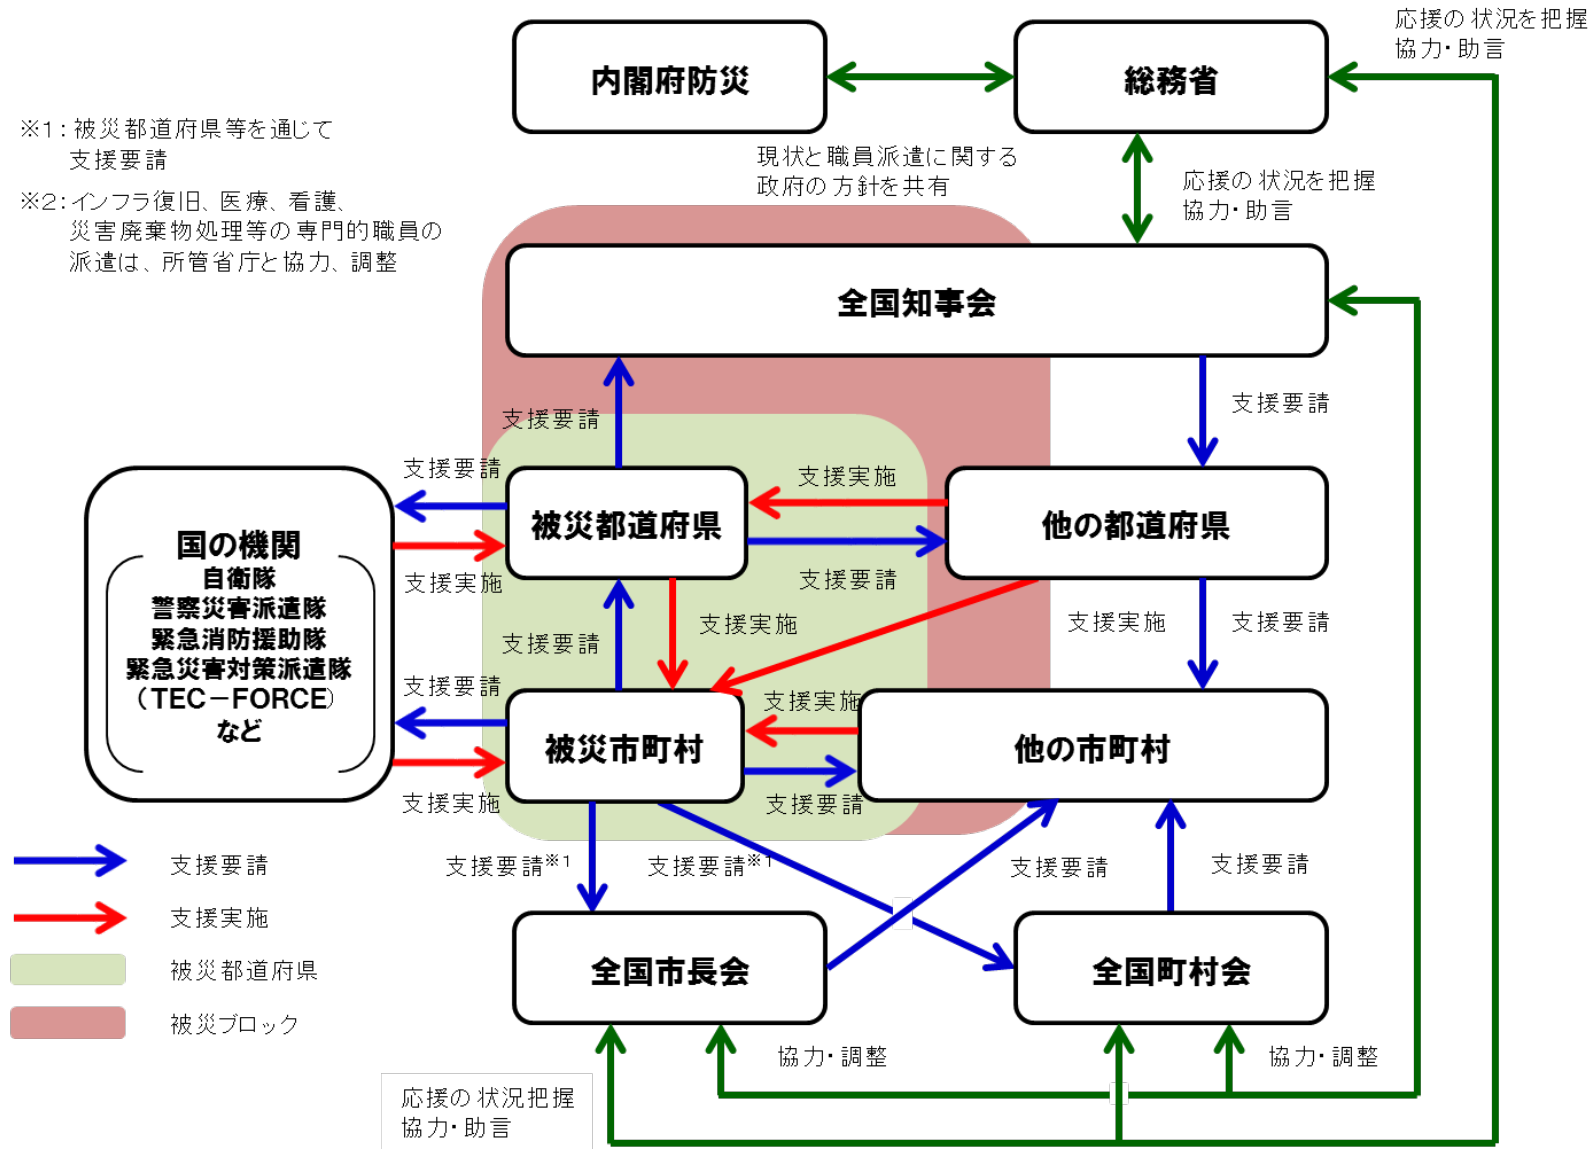 応援の状況を把握
協力・助言
内閣府防災
総務省
※1：被災都道府県等を通じて
支援要請
現状と職員派遣に関する
政府の方針を共有
応援の状況を把握
協力・助言
※2：インフラ復旧、医療、看護、
災害廃棄物処理等の専門的職員の
派遣は、所管省庁と協力、調整
全国知事会
支援要請
支援要請
支援要請
支援実施
被災都道府県
他の都道府県
国の機関
自衛隊
警察災害派遣隊
緊急消防援助隊
緊急災害対策派遣隊
（TEC－FORCE）
など
支援実施
支援要請
支援要請
支援実施
支援実施
支援要請
支援要請
支援実施
被災市町村
他の市町村
支援実施
支援要請
支援要請
支援要請※1
支援要請※1
支援要請
支援要請
支援実施
被災都道府県
被災ブロック
全国市長会
全国町村会
協力・調整
協力・調整
応援の状況把握
協力・助言